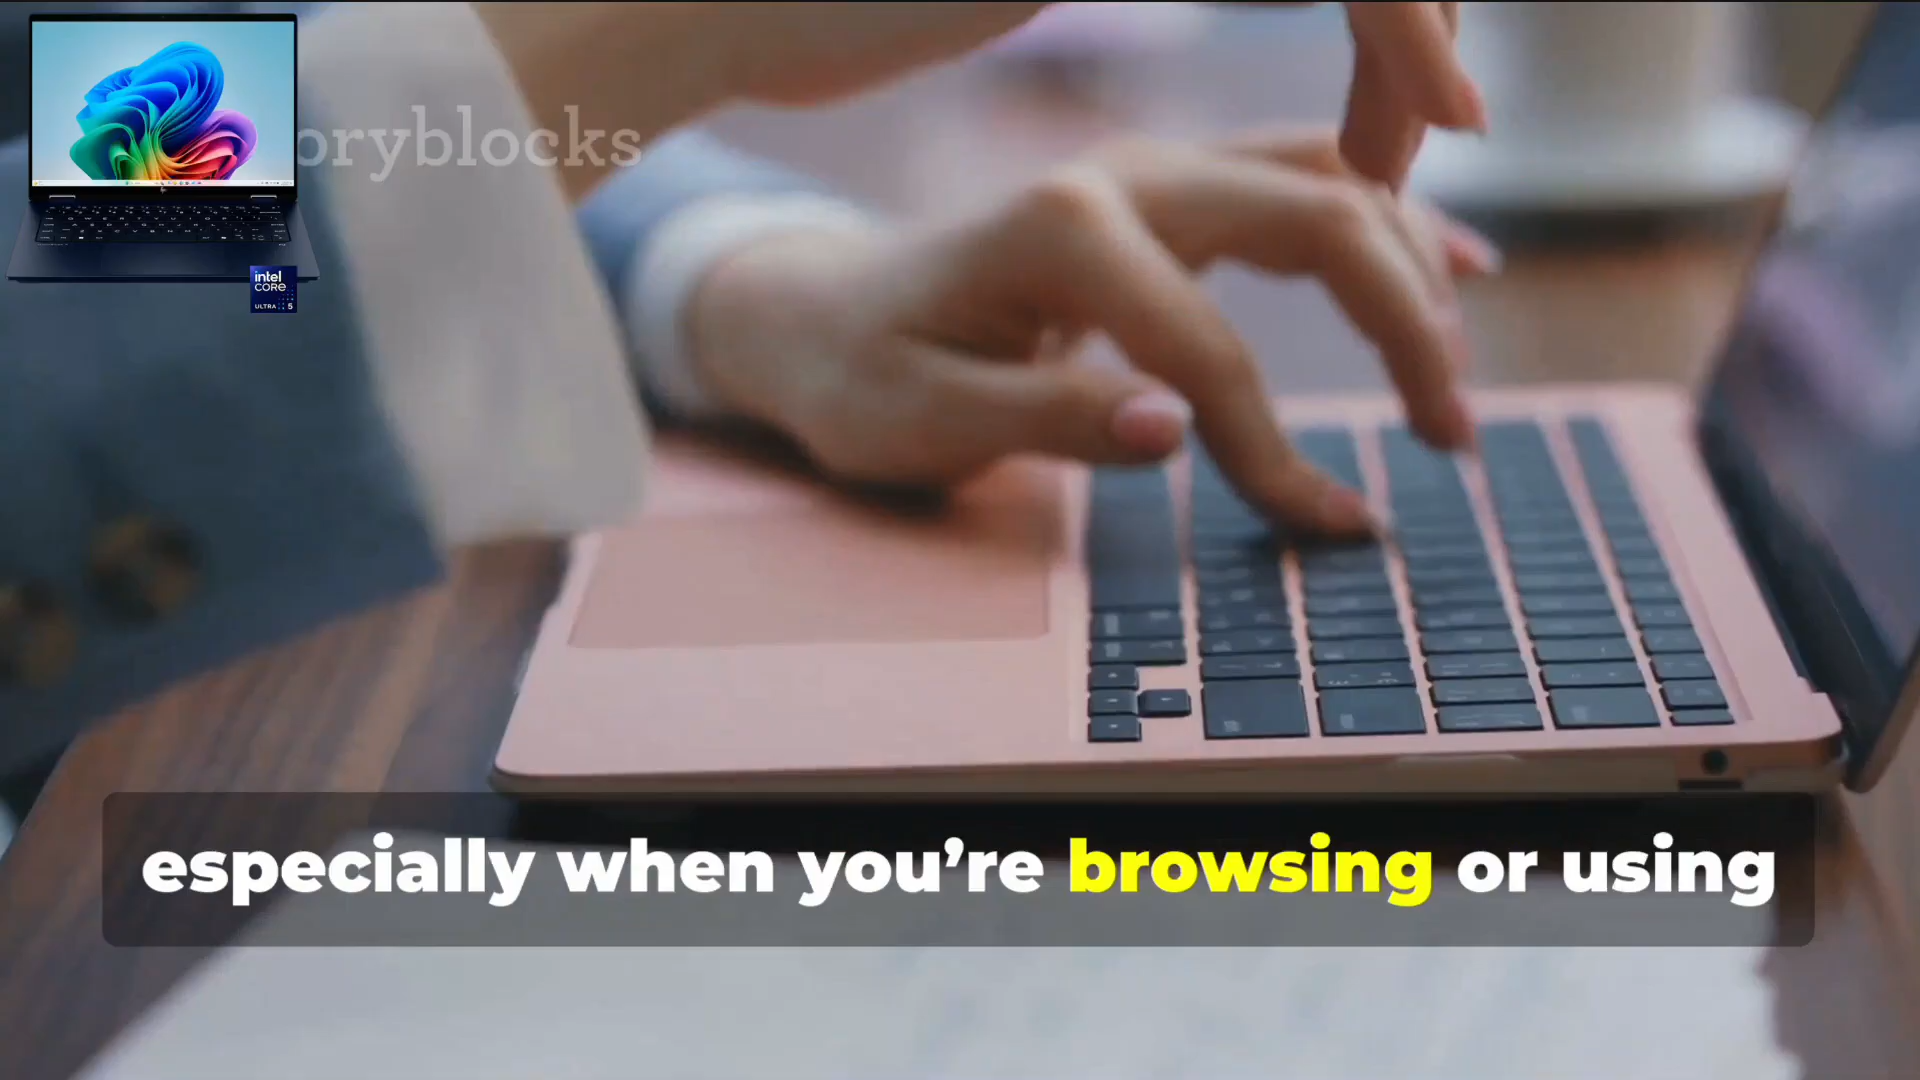 oryblocks
intel
CORE
ULTRA 5
especially when you're browsing or using